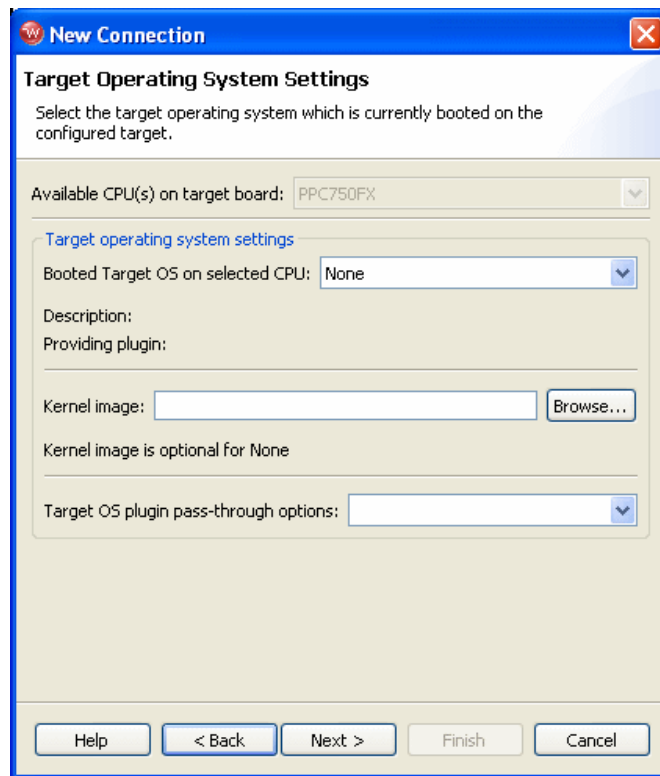 New Connection
Target Operating System Settings
Select the target operating system which is currently booted on the
configured target.
Available CPU(s) on target board: PPC750FX
Target operating system settings
Booted Target OS on selected CPU: None
Description:
Providing plugin:
Kernel image: Browse...
Kernel image is optional for None
Target OS plugin pass-through options:
Help < Back Next > Finish Cancel